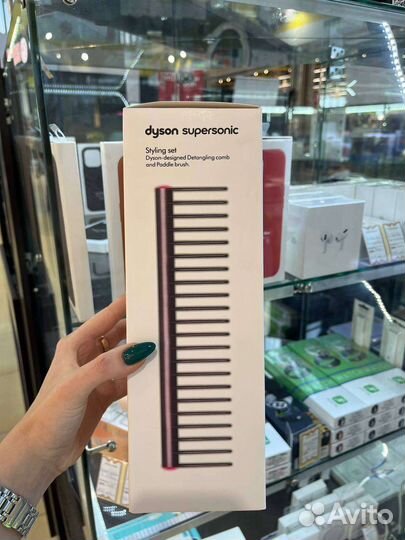 dyson supersonic
Styling set
Dyson-designed Detangling comb
and Paddle brush.
Avito